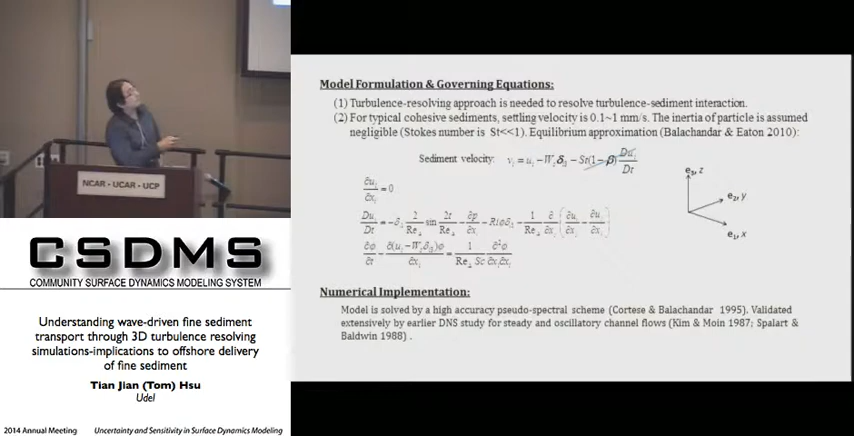 NCAR - UCAR - UCP
CSDMS
COMMUNITY SURFACE DYNAMICS MODELING SYSTEM
Understanding wave-driven fine sediment
transport through 3D turbulence resolving
simulations-implications to offshore delivery
of fine sediment
Tian Jian (Tom) Hsu
Udel
2014 Annual Meeting Uncertainty and Sensitivity in Surface Dynamics Modeling
Model Formulation & Governing Equations:
(1) Turbulence-resolving approach is needed to resolve turbulence-sediment interaction.
(2) For typical cohesive sediments, settling velocity is 0.1~1 mm/s. The inertia of particle is assumed
negligible (Stokes number is St<<1). Equilibrium approximation (Balachandar & Eaton 2010):
Sediment velocity:
e₃, z
e₂, y
e₁, x
Numerical Implementation:
Model is solved by a high accuracy pseudo-spectral scheme (Cortese & Balachandar 1995). Validated
extensively by earlier DNS study for steady and oscillatory channel flows (Kim & Moin 1987; Spalart &
Baldwin 1988) .